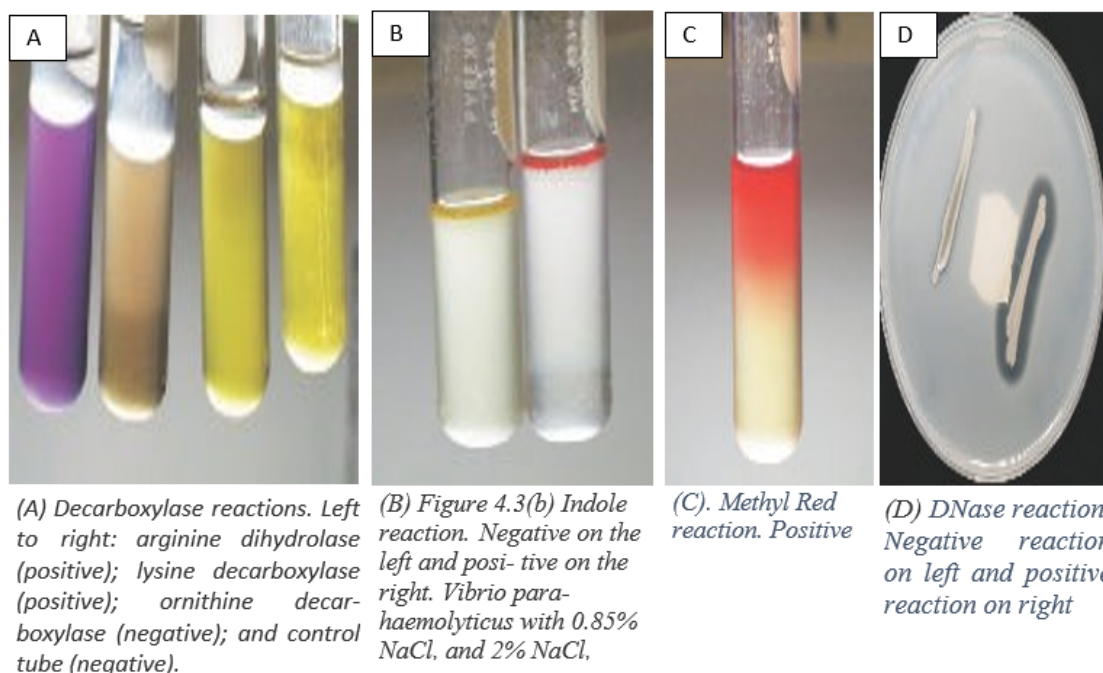 A
B
C
D
PYREX
(A) Decarboxylase reactions. Left
to right: arginine dihydrolase
(positive); lysine decarboxylase
(positive); ornithine decar-
boxylase (negative); and control
tube (negative).
(B) Figure 4.3(b) Indole
reaction. Negative on the
left and posi- tive on the
right. Vibrio para-
haemolyticus with 0.85%
NaCl, and 2% NaCl,
(C). Methyl Red
reaction. Positive
(D) DNase reaction
Negative reaction
on left and positive
reaction on right